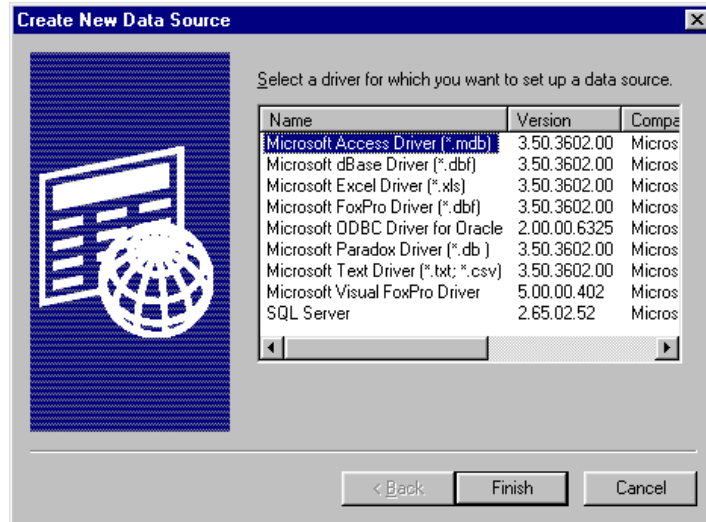 Create New Data Source
Select a driver for which you want to set up a data source.
Name Version Compa
Microsoft Access Driver (*.mdb) 3.50.3602.00 Micros
Microsoft dBase Driver (*.dbf) 3.50.3602.00 Micros
Microsoft Excel Driver (*.xls) 3.50.3602.00 Micros
Microsoft FoxPro Driver (*.dbf) 3.50.3602.00 Micros
Microsoft ODBC Driver for Oracle 2.00.00.6325 Micros
Microsoft Paradox Driver (*.db ) 3.50.3602.00 Micros
Microsoft Text Driver (*.txt; *.csv) 3.50.3602.00 Micros
Microsoft Visual FoxPro Driver 5.00.00.402 Micros
SQL Server 2.65.02.52 Micros
< Back Finish Cancel